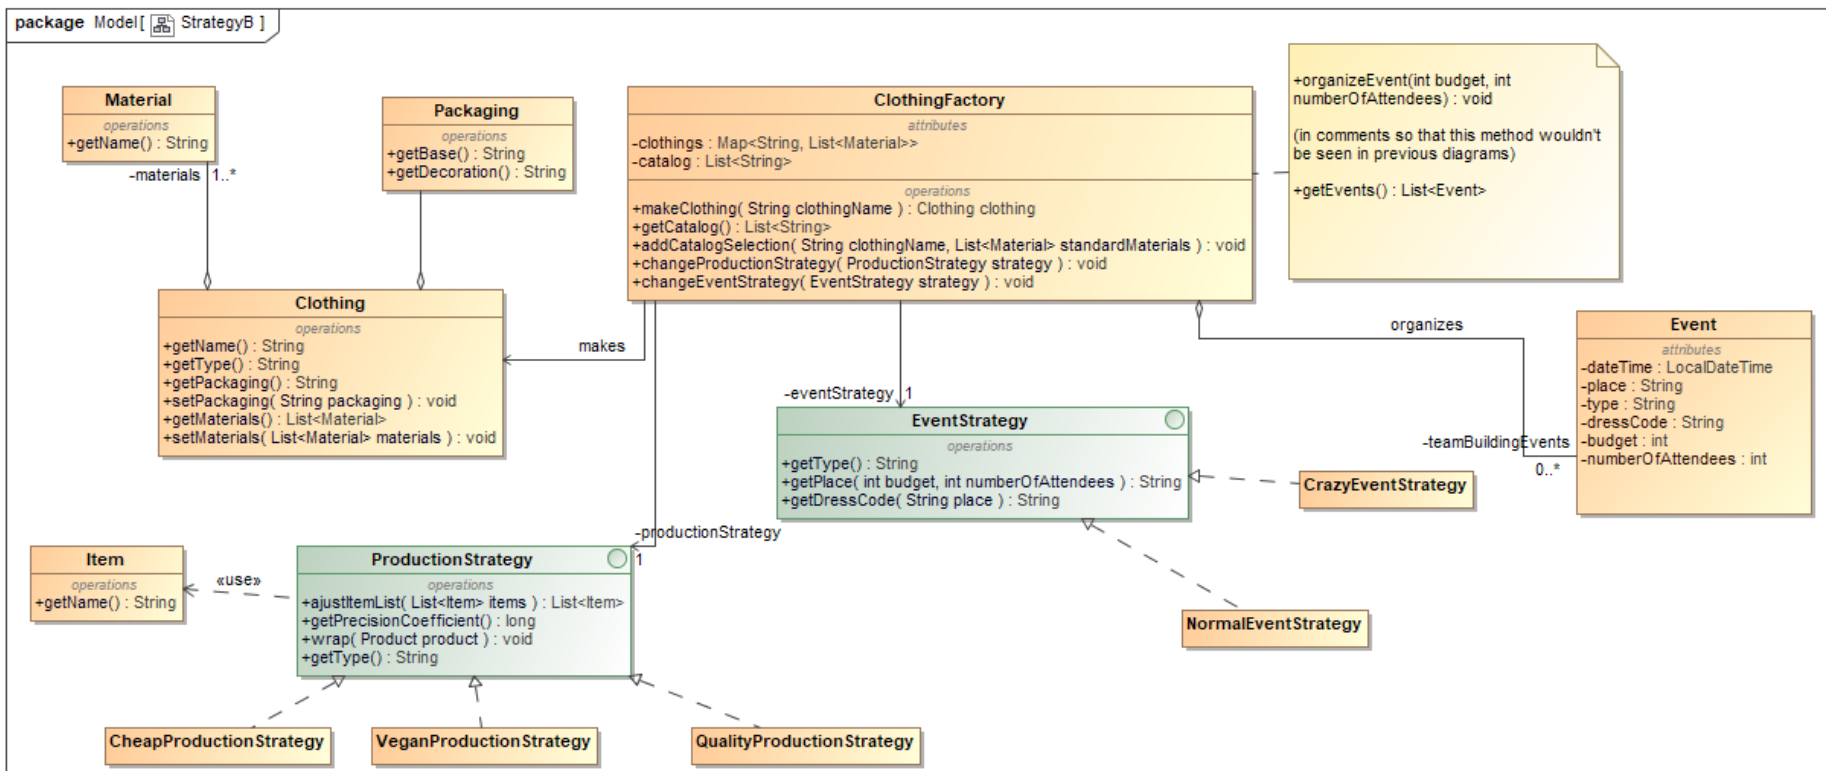 package Model[ StrategyB ]
Material
operations
+getName() : String
-materials
1..*
Packaging
operations
+getBase() : String
+getDecoration() : String
ClothingFactory
attributes
-clothings : Map<String, List<Material>>
-catalog : List<String>
operations
+makeClothing( String clothingName ) : Clothing clothing
+getCatalog() : List<String>
+addCatalogSelection( String clothingName, List<Material> standardMaterials ) : void
+changeProductionStrategy( ProductionStrategy strategy ) : void
+changeEventStrategy( EventStrategy strategy ) : void
+organizeEvent(int budget, int
numberOfAttendees) : void
(in comments so that this method wouldn't
be seen in previous diagrams)
+getEvents() : List<Event>
Clothing
operations
+getName() : String
+getType() : String
+getPackaging() : String
+setPackaging( String packaging ) : void
+getMaterials() : List<Material>
+setMaterials( List<Material> materials ) : void
makes
organizes
Event
attributes
-dateTime : LocalDateTime
-place : String
-type : String
-dressCode : String
-budget : int
-numberOfAttendees : int
-teamBuildingEvents
0..*
-eventStrategy
1
EventStrategy
operations
+getType() : String
+getPlace( int budget, int numberOfAttendees ) : String
+getDressCode( String place ) : String
CrazyEventStrategy
NormalEventStrategy
-productionStrategy
1
Item
operations
+getName() : String
«use»
ProductionStrategy
operations
+ajustItemList( List<Item> items ) : List<Item>
+getPrecisionCoefficient() : long
+wrap( Product product ) : void
+getType() : String
CheapProductionStrategy
VeganProductionStrategy
QualityProductionStrategy